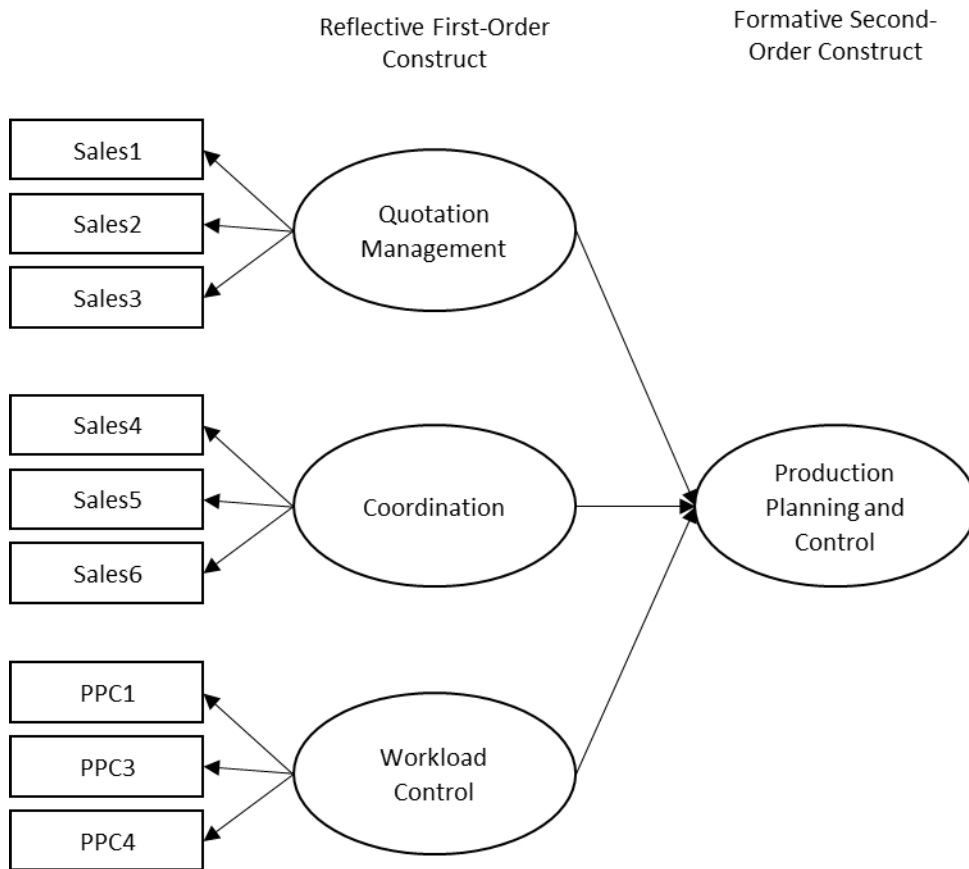 Reflective First-Order
Construct
Formative Second-
Order Construct
Sales1
Sales2
Sales3
Quotation
Management
Sales4
Sales5
Sales6
Coordination
Production
Planning and
Control
PPC1
PPC3
PPC4
Workload
Control